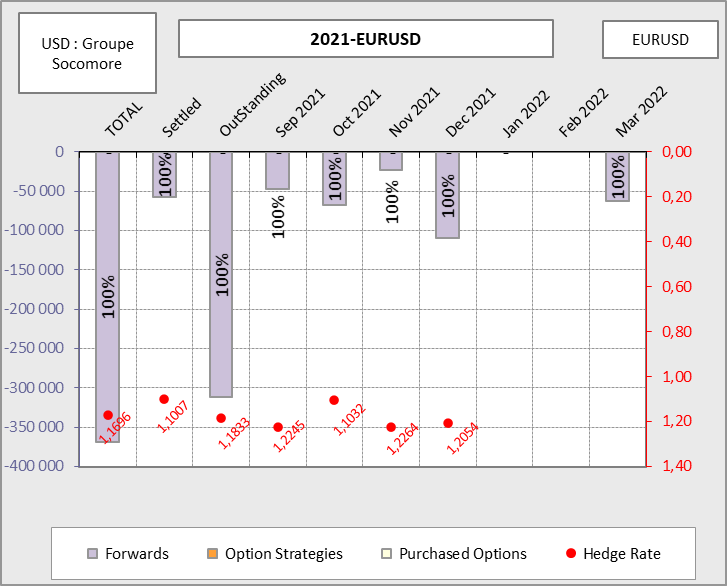 USD : Groupe
Socomore
2021-EURUSD
EURUSD
TOTAL
Settled
OutStanding
Sep 2021
Oct 2021
Nov 2021
Dec 2021
Jan 2022
Feb 2022
Mar 2022
0
-50 000
-100 000
-150 000
-200 000
-250 000
-300 000
-350 000
-400 000
100%
100%
100%
100%
100%
100%
100%
100%
1,1696
1,1007
1,1833
1,2245
1,1032
1,2264
1,2054
0,00
0,20
0,40
0,60
0,80
1,00
1,20
1,40
Forwards
Option Strategies
Purchased Options
Hedge Rate